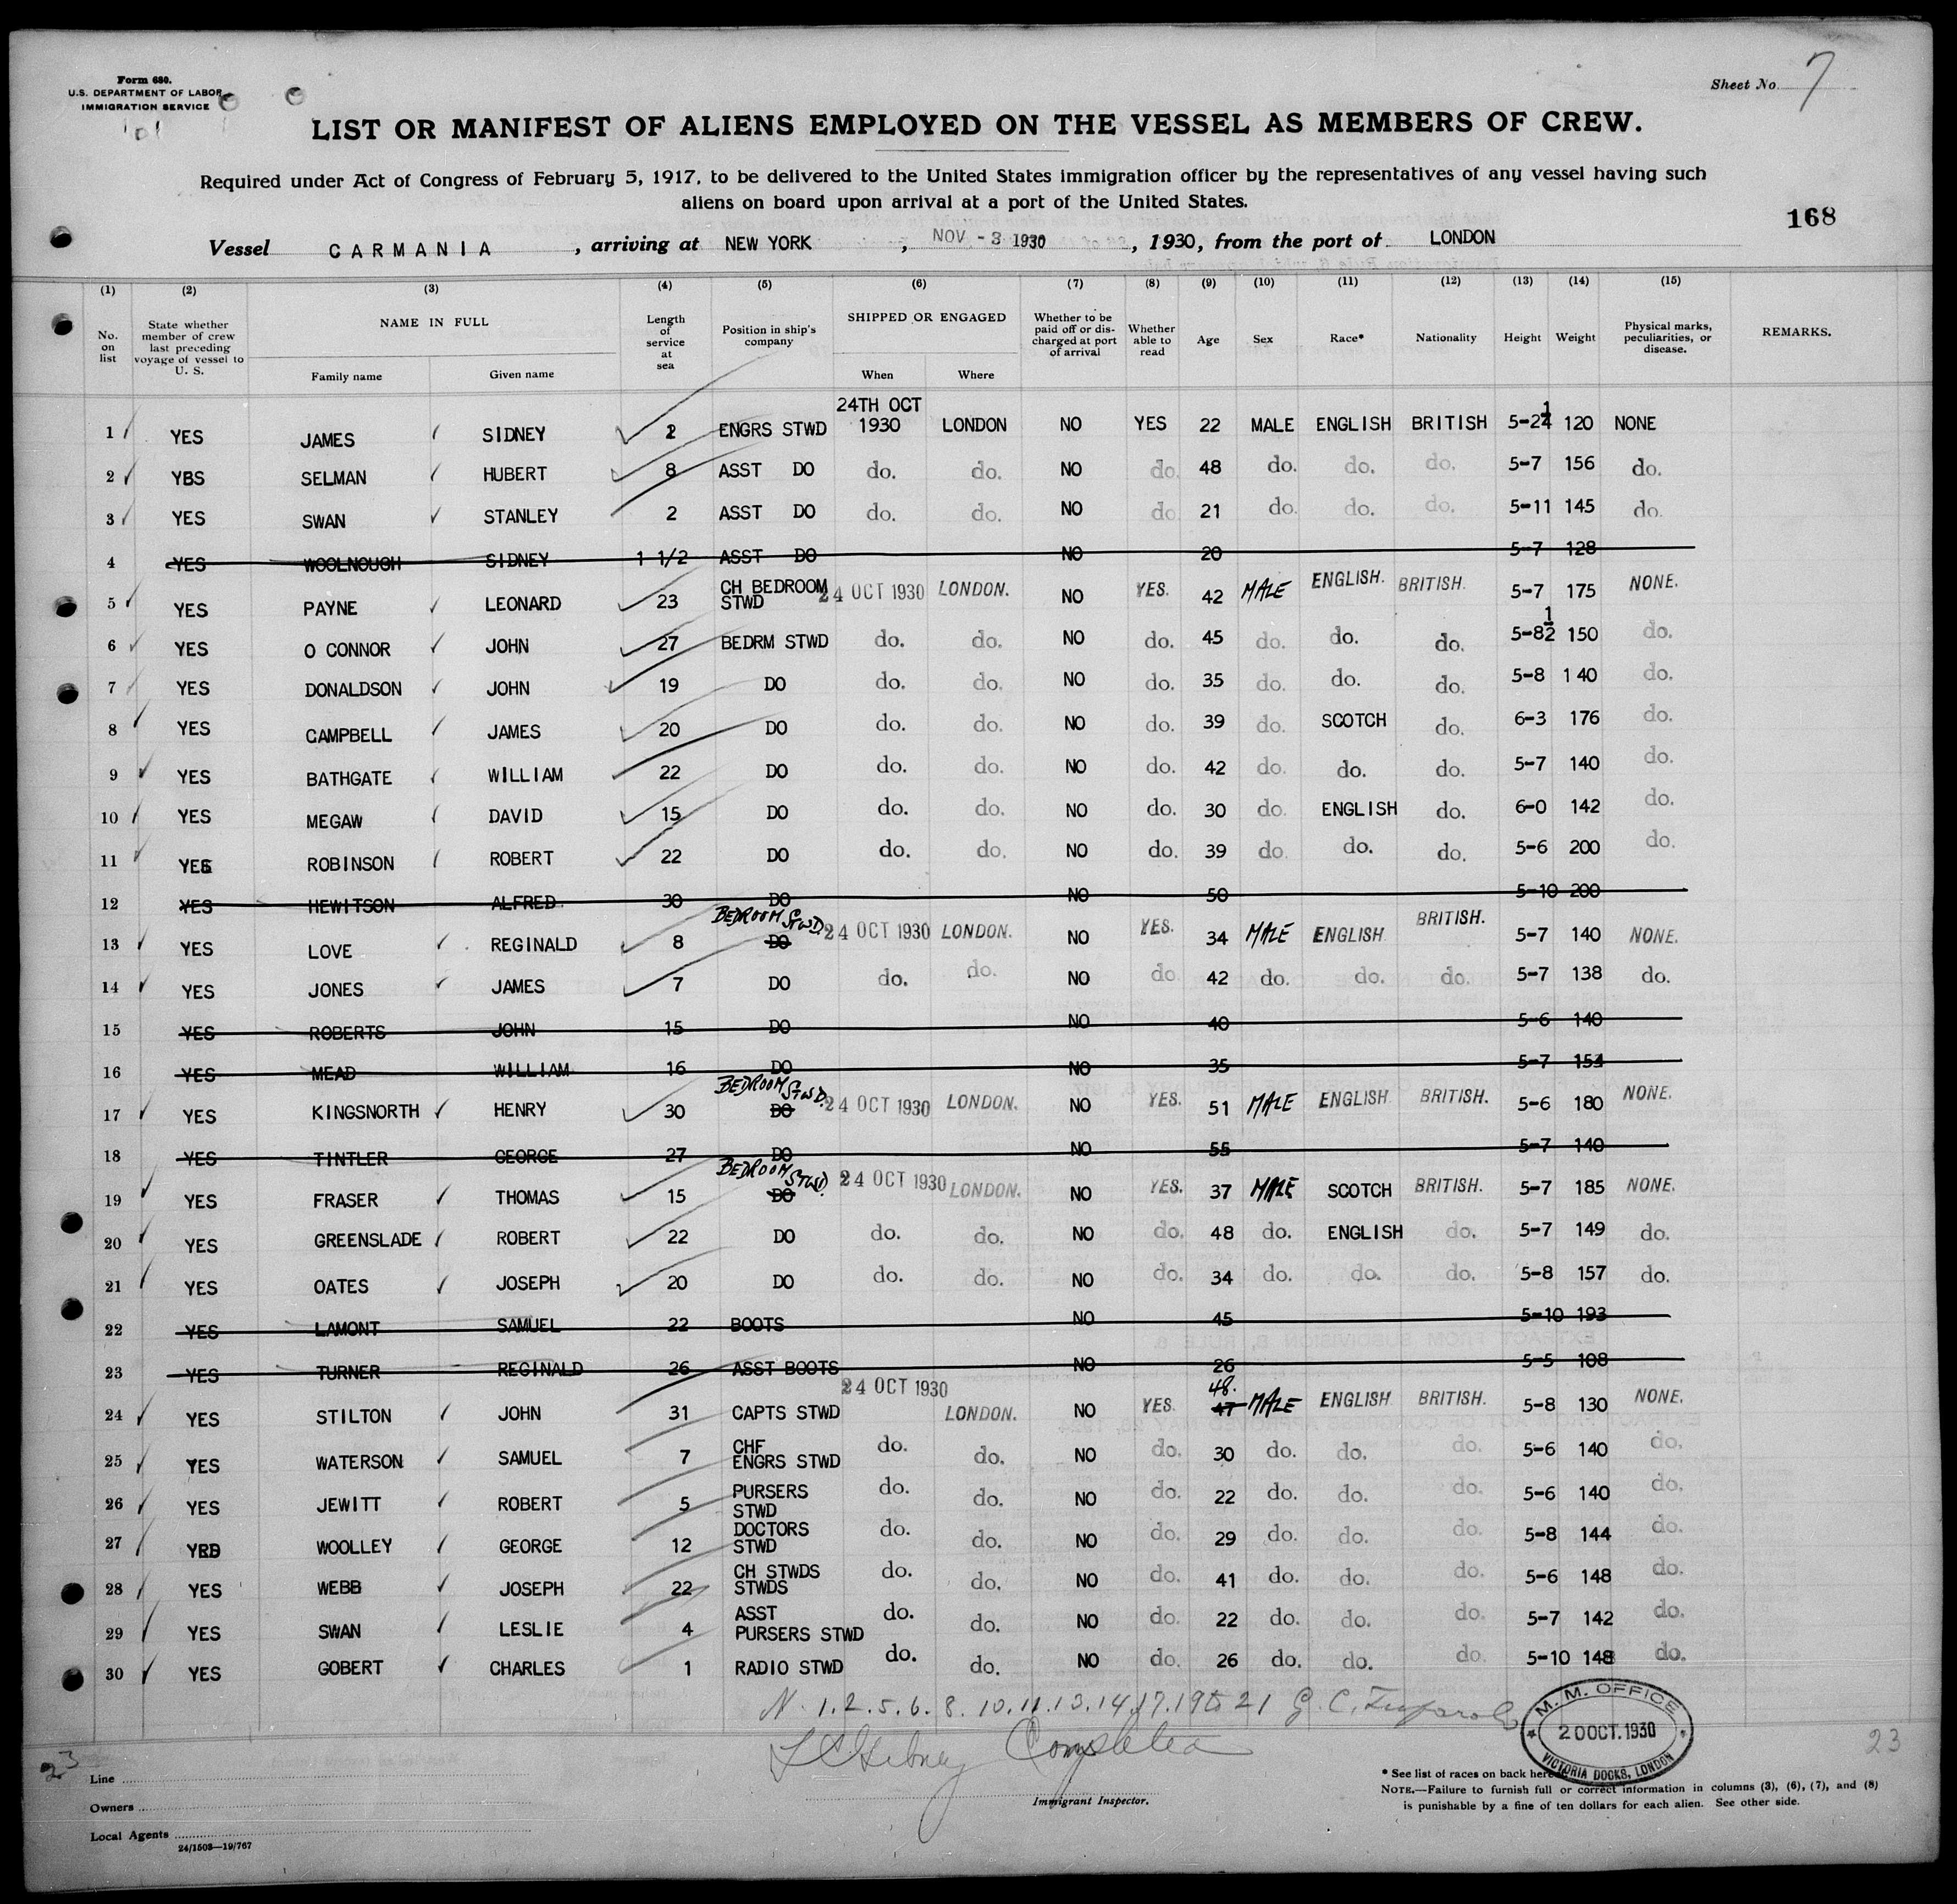 Form 680.
U.S. DEPARTMENT OF LABOR
IMMIGRATION SERVICE
Sheet No. 7
LIST OR MANIFEST OF ALIENS EMPLOYED ON THE VESSEL AS MEMBERS OF CREW.
Required under Act of Congress of February 5, 1917, to be delivered to the United States immigration officer by the representatives of any vessel having such
aliens on board upon arrival at a port of the United States.
168
Vessel CARMANIA , arriving at NEW YORK , NOV -3 1930 , 1930, from the port of LONDON
(1) (2) (3) (4) (5) (6) (7) (8) (9) (10) (11) (12) (13) (14) (15)
No. on list State whether member of crew last preceding voyage of vessel to U. S. NAME IN FULL Length of service at sea Position in ship's company SHIPPED OR ENGAGED Whether to be paid off or discharged at port of arrival Whether able to read Age Sex Race* Nationality Height Weight Physical marks, peculiarities, or disease. REMARKS.
Family name Given name When Where
1 YES JAMES SIDNEY 2 ENGRS STWD 24TH OCT 1930 LONDON NO YES 22 MALE ENGLISH BRITISH 5-2½ 120 NONE
2 YBS SELMAN HUBERT 8 ASST DO do. do. NO do. 48 do. do. do. 5-7 156 do.
3 YES SWAN STANLEY 2 ASST DO do. do. NO do. 21 do. do. do. 5-11 145 do.
4 YES WOOLNOUGH SIDNEY 1 1/2 ASST DO NO 20 5-7 128
5 YES PAYNE LEONARD 23 CH BEDROOM STWD 24 OCT 1930 LONDON. NO YES. 42 MALE ENGLISH. BRITISH. 5-7 175 NONE.
6 YES O CONNOR JOHN 27 BEDRM STWD do. do. NO do. 45 do. do. do. 5-8½ 150 do.
7 YES DONALDSON JOHN 19 DO do. do. NO do. 35 do. do. do. 5-8 140 do.
8 YES CAMPBELL JAMES 20 DO do. do. NO do. 39 do. SCOTCH do. 6-3 176 do.
9 YES BATHGATE WILLIAM 22 DO do. do. NO do. 42 do. do. do. 5-7 140 do.
10 YES MEGAW DAVID 15 DO do. do. NO do. 30 do. ENGLISH do. 6-0 142 do.
11 YES ROBINSON ROBERT 22 DO do. do. NO do. 39 do. do. do. 5-6 200 do.
12 YES HEWITSON ALFRED 30 DO NO 50 5-10 200
13 YES LOVE REGINALD 8 BEDROOM STWD. DO 24 OCT 1930 LONDON. NO YES. 34 MALE ENGLISH BRITISH. 5-7 140 NONE.
14 YES JONES JAMES 7 DO do. do. NO do. 42 do. do. do. 5-7 138 do.
15 YES ROBERTS JOHN 15 DO NO 40 5-6 140
16 YES MEAD WILLIAM 16 DO NO 35 5-7 154
17 YES KINGSNORTH HENRY 30 BEDROOM STWD. DO 24 OCT 1930 LONDON. NO YES. 51 MALE ENGLISH BRITISH. 5-6 180 NONE.
18 YES TINTLER GEORGE 27 DO NO 55 5-7 140
19 YES FRASER THOMAS 15 BEDROOM STWD. DO 24 OCT 1930 LONDON. NO YES. 37 MALE SCOTCH BRITISH. 5-7 185 NONE.
20 YES GREENSLADE ROBERT 22 DO do. do. NO do. 48 do. ENGLISH do. 5-7 149 do.
21 YES OATES JOSEPH 20 DO do. do. NO do. 34 do. do. do. 5-8 157 do.
22 YES LAMONT SAMUEL 22 BOOTS NO 45 5-10 193
23 YES TURNER REGINALD 26 ASST BOOTS NO 26 5-5 108
24 YES STILTON JOHN 31 CAPTS STWD 24 OCT 1930 LONDON. NO YES. 48. 47 MALE ENGLISH BRITISH. 5-8 130 NONE.
25 YES WATERSON SAMUEL 7 CHF ENGRS STWD do. do. NO do. 30 do. do. do. 5-6 140 do.
26 YES JEWITT ROBERT 5 PURSERS STWD do. do. NO do. 22 do. do. do. 5-6 140 do.
27 YRD WOOLLEY GEORGE 12 DOCTORS STWD do. do. NO do. 29 do. do. do. 5-8 144 do.
28 YES WEBB JOSEPH 22 CH STWDS STWDS do. do. NO do. 41 do. do. do. 5-6 148 do.
29 YES SWAN LESLIE 4 ASST PURSERS STWD do. do. NO do. 22 do. do. do. 5-7 142 do.
30 YES GOBERT CHARLES 1 RADIO STWD do. do. NO do. 26 do. do. do. 5-10 148 do.
N. 1.2.5.6.8.10.11.13.14.17.19 to 21 G. C.
M. M. OFFICE
20 OCT. 1930
VICTORIA DOCKS, LONDON
23
23
Line
Owners
Local Agents
24/1503—19/767
Immigrant Inspector.
* See list of races on back hereof.
NOTE.—Failure to furnish full or correct information in columns (3), (6), (7), and (8)
is punishable by a fine of ten dollars for each alien. See other side.